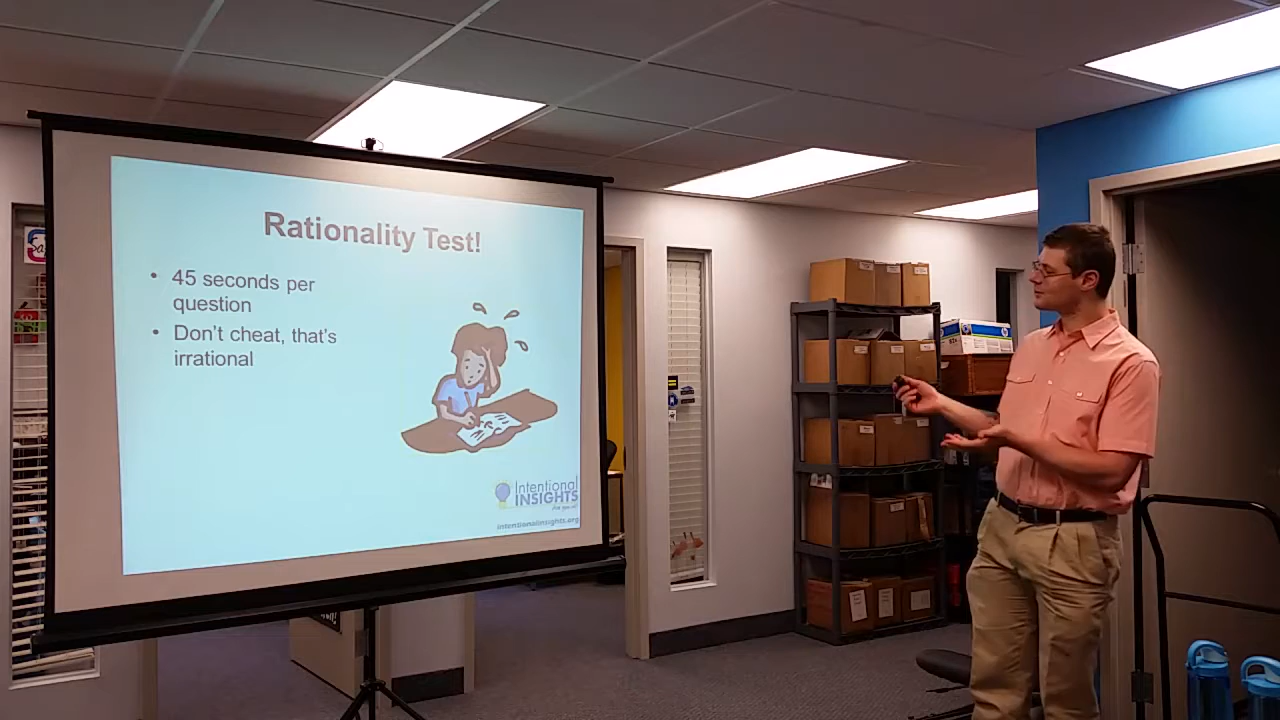 Rationality Test!
• 45 seconds per
question
• Don't cheat, that's
irrational
Intentional
INSIGHTS
intentionalinsights.org